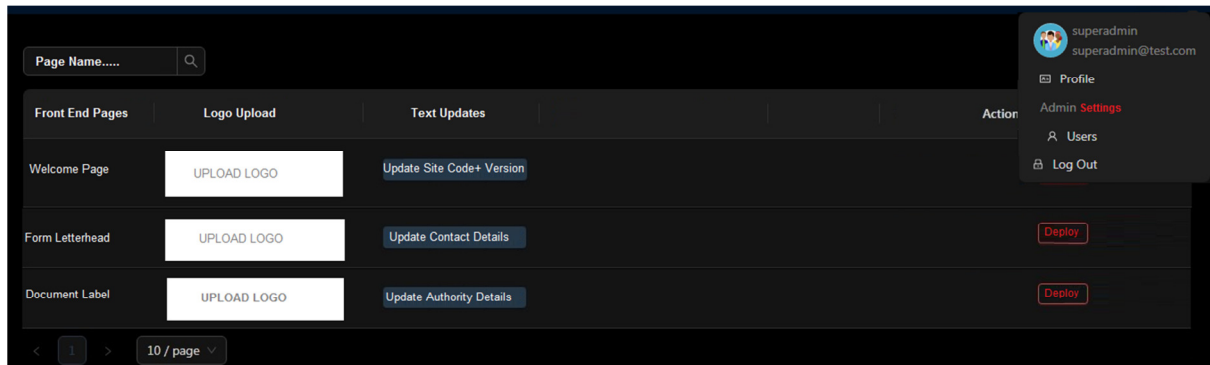 superadmin
superadmin@test.com
Page Name.....
Profile
Admin Settings
Users
Log Out
Front End Pages Logo Upload Text Updates Action
Welcome Page UPLOAD LOGO Update Site Code+ Version
Form Letterhead UPLOAD LOGO Update Contact Details Deploy
Document Label UPLOAD LOGO Update Authority Details Deploy
< 1 > 10 / page